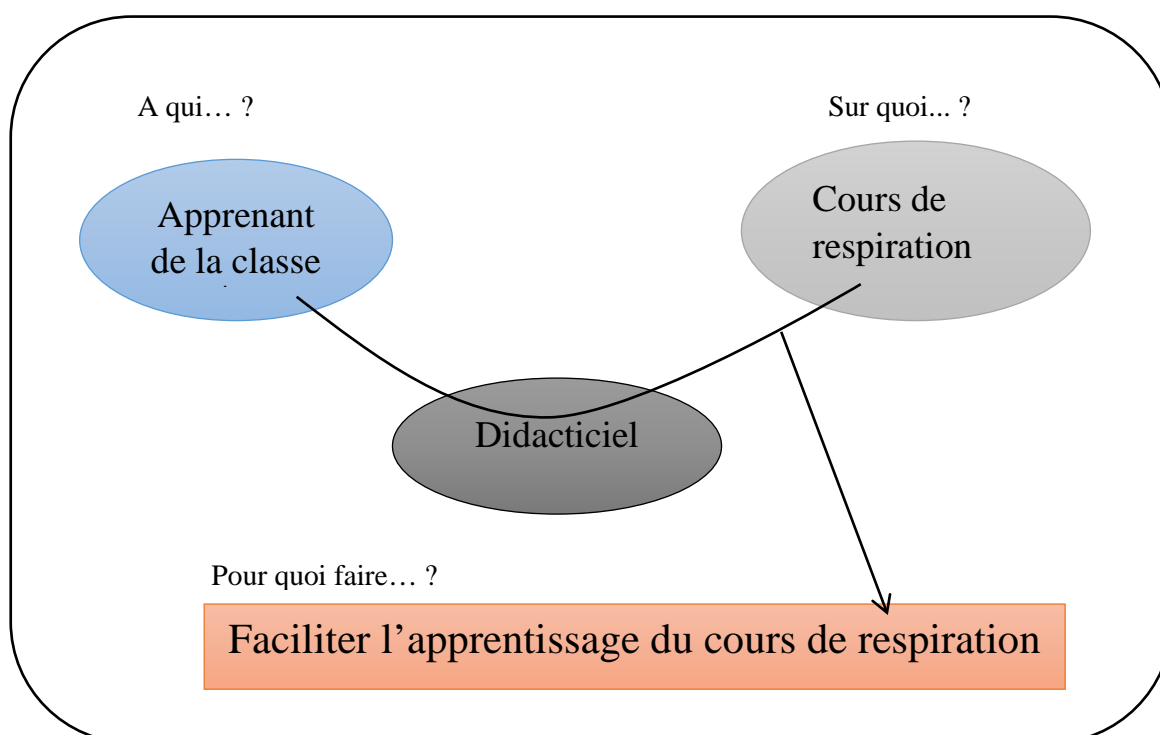 A qui… ?
Sur quoi... ?
Apprenant
de la classe
Cours de
respiration
Didacticiel
Pour quoi faire… ?
Faciliter l’apprentissage du cours de respiration